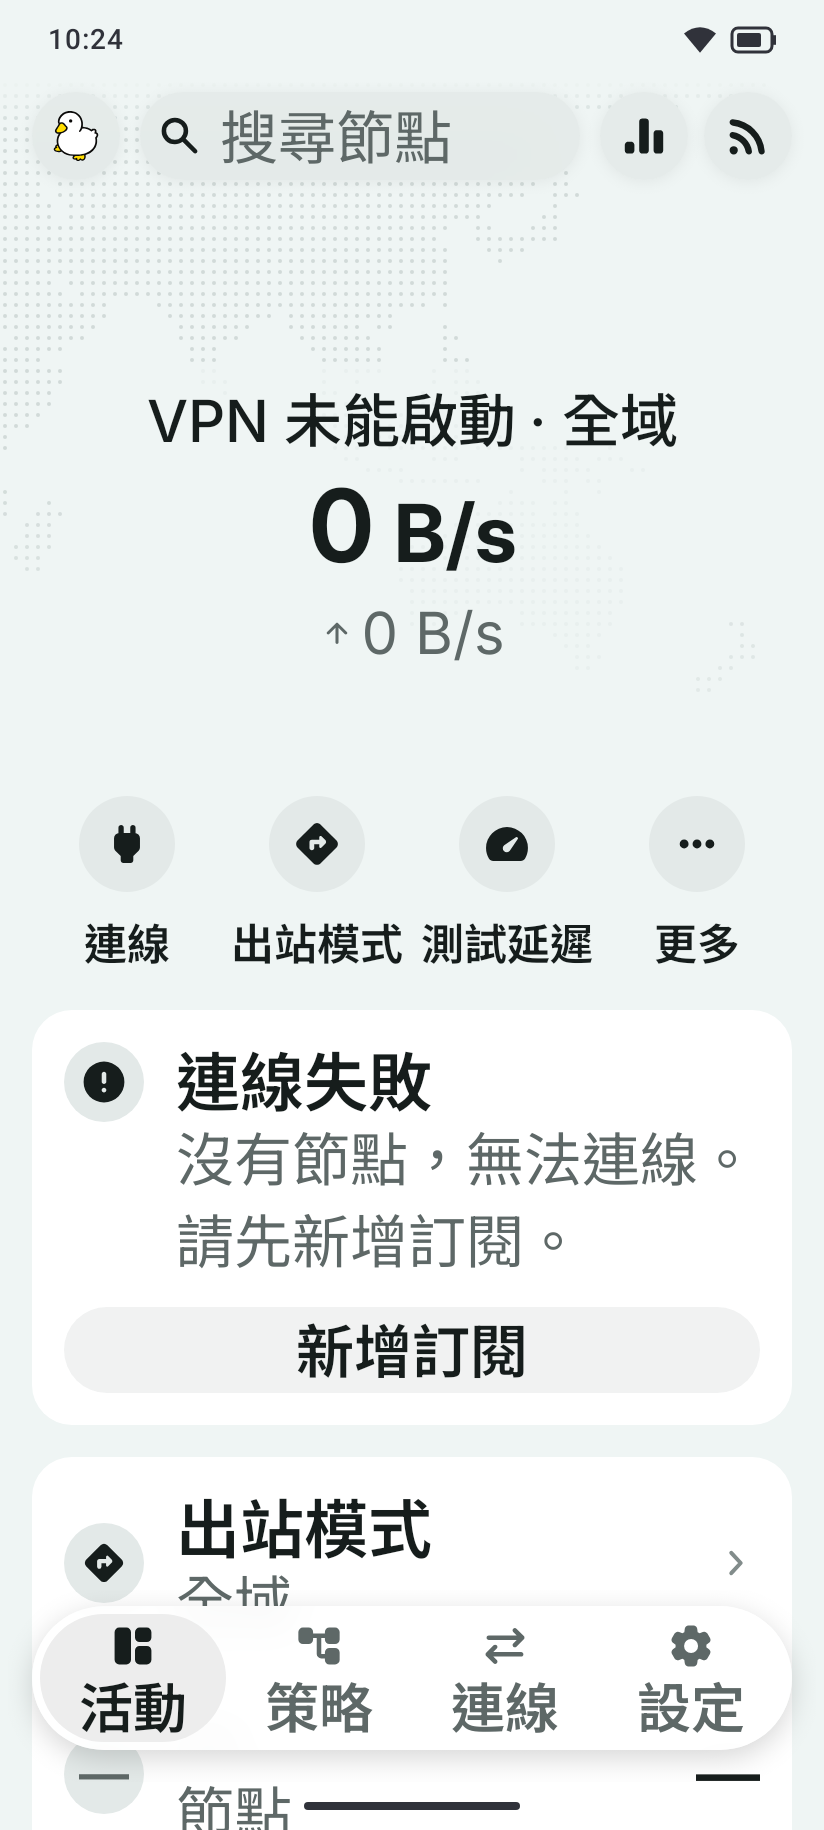 10:24
搜尋節點
VPN 未能啟動 · 全域
0 B/s
↑ 0 B/s
連線
出站模式
測試延遲
更多
連線失敗
沒有節點，無法連線。
請先新增訂閱。
新增訂閱
出站模式
全域
活動
策略
連線
設定
節點